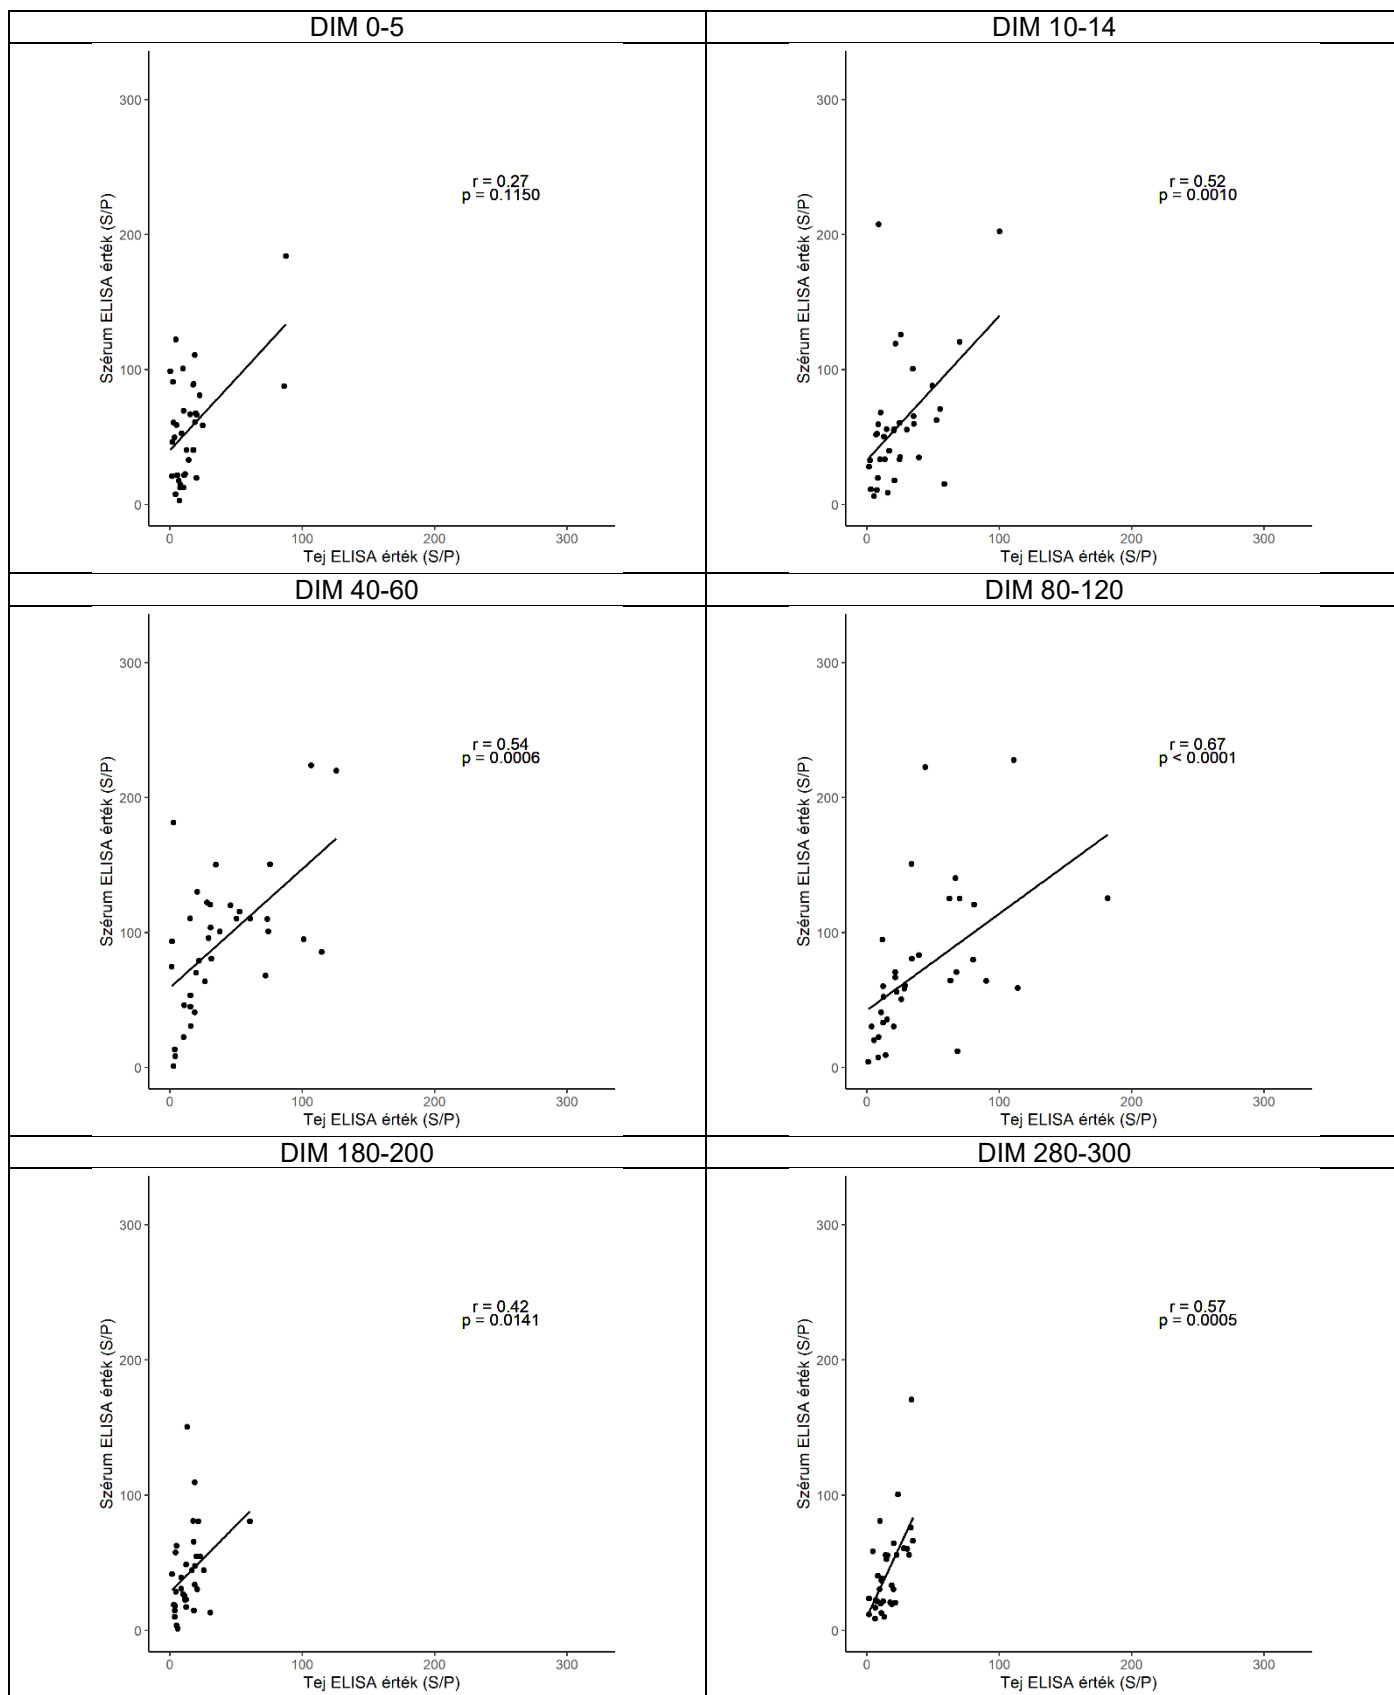 DIM 0-5
DIM 10-14
300
200
100
0
0 100 200 300
Szérum ELISA érték (S/P)
Tej ELISA érték (S/P)
r = 0.27
p = 0.1150
300
200
100
0
0 100 200 300
Szérum ELISA érték (S/P)
Tej ELISA érték (S/P)
r = 0.52
p = 0.0010
DIM 40-60
DIM 80-120
300
200
100
0
0 100 200 300
Szérum ELISA érték (S/P)
Tej ELISA érték (S/P)
r = 0.54
p = 0.0006
300
200
100
0
0 100 200 300
Szérum ELISA érték (S/P)
Tej ELISA érték (S/P)
r = 0.67
p < 0.0001
DIM 180-200
DIM 280-300
300
200
100
0
0 100 200 300
Szérum ELISA érték (S/P)
Tej ELISA érték (S/P)
r = 0.42
p = 0.0141
300
200
100
0
0 100 200 300
Szérum ELISA érték (S/P)
Tej ELISA érték (S/P)
r = 0.57
p = 0.0005